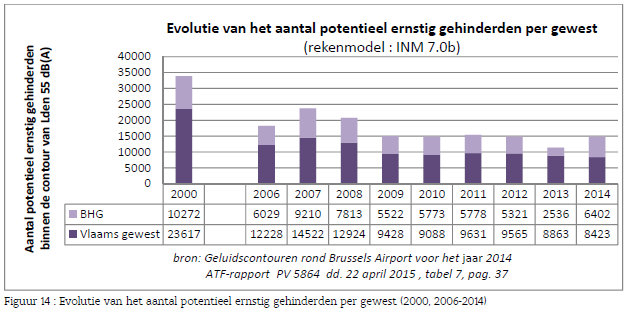 Evolutie van het aantal potentieel ernstig gehinderden per gewest
(rekenmodel : INM 7.0b)
Aantal potentieel ernstig gehinderden
binnen de contour van Lden 55 dB(A)
40000
35000
30000
25000
20000
15000
10000
5000
0
2000 2006 2007 2008 2009 2010 2011 2012 2013 2014
BHG 10272 6029 9210 7813 5522 5773 5778 5321 2536 6402
Vlaams gewest 23617 12228 14522 12924 9428 9088 9631 9565 8863 8423
bron: Geluidscontouren rond Brussels Airport voor het jaar 2014
ATF-rapport PV 5864 dd. 22 april 2015 , tabel 7, pag. 37
Figuur 14 : Evolutie van het aantal potentieel ernstig gehinderden per gewest (2000, 2006-2014)